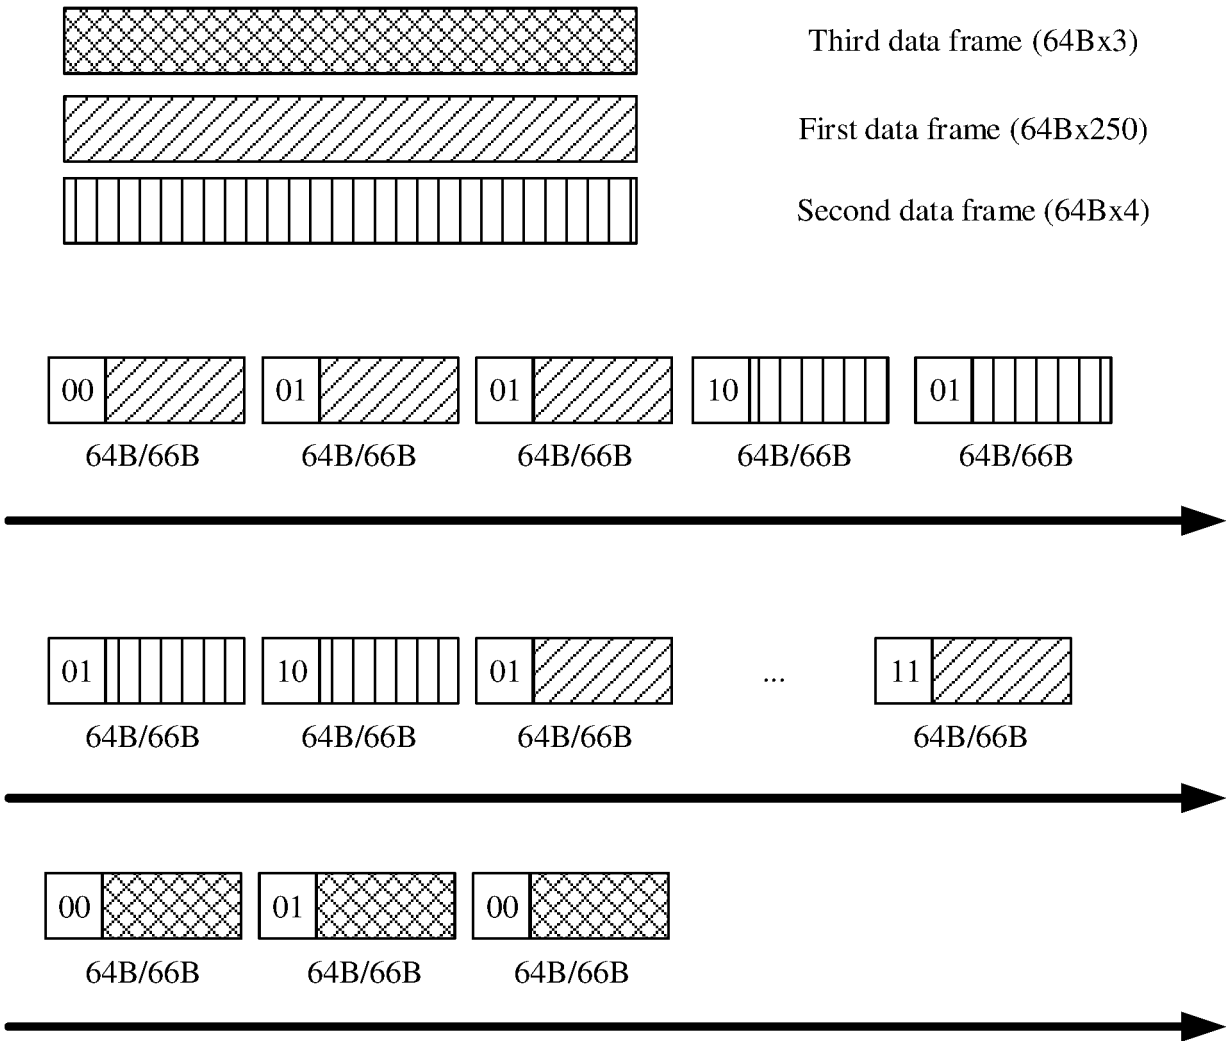 Third data frame (64Bx3)
First data frame (64Bx250)
Second data frame (64Bx4)
00 01 01 10 01
64B/66B 64B/66B 64B/66B 64B/66B 64B/66B
01 10 01 ... 11
64B/66B 64B/66B 64B/66B 64B/66B
00 01 00
64B/66B 64B/66B 64B/66B